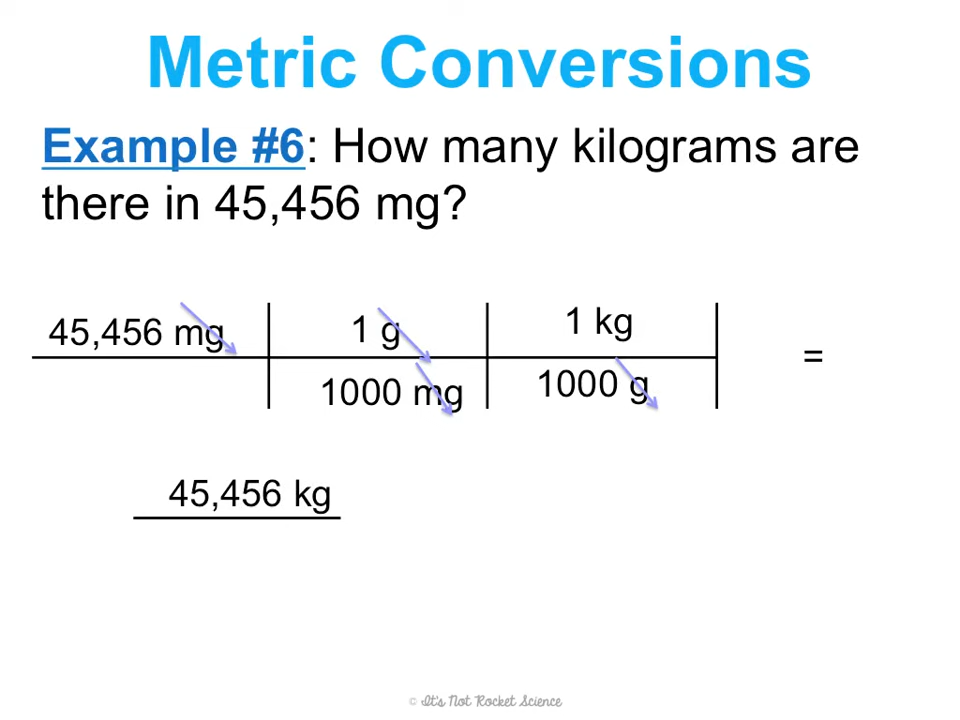 Metric Conversions
Example #6: How many kilograms are
there in 45,456 mg?
45,456 mg
1 g
1 kg
1000 mg
1000 g
=
45,456 kg
© It's Not Rocket Science